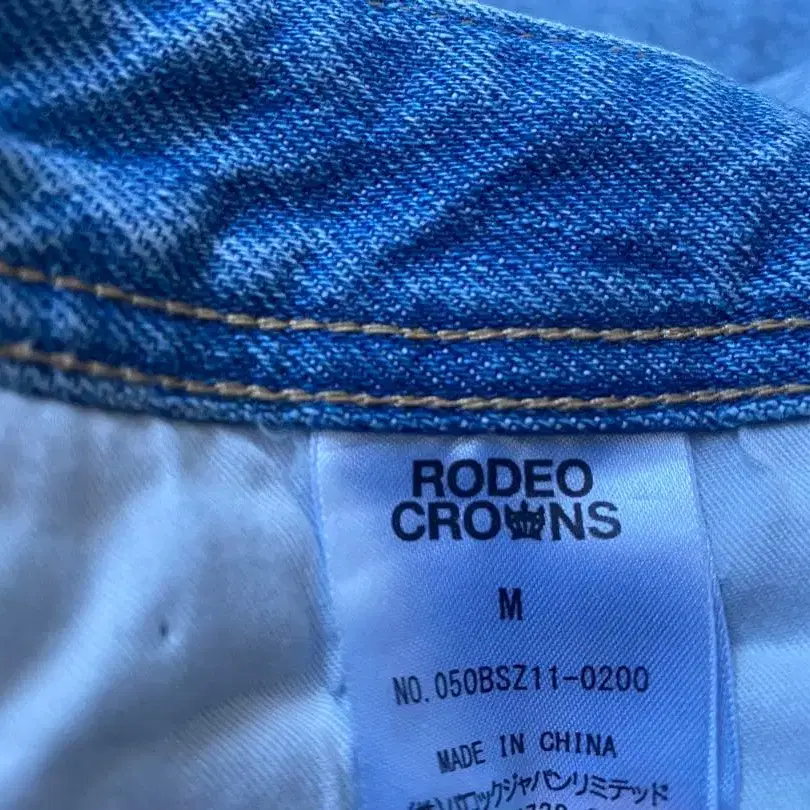 RODEO
CROWNS
M
NO.050BSZ11-0200
MADE IN CHINA
(株)バロックジャパンリミテッド